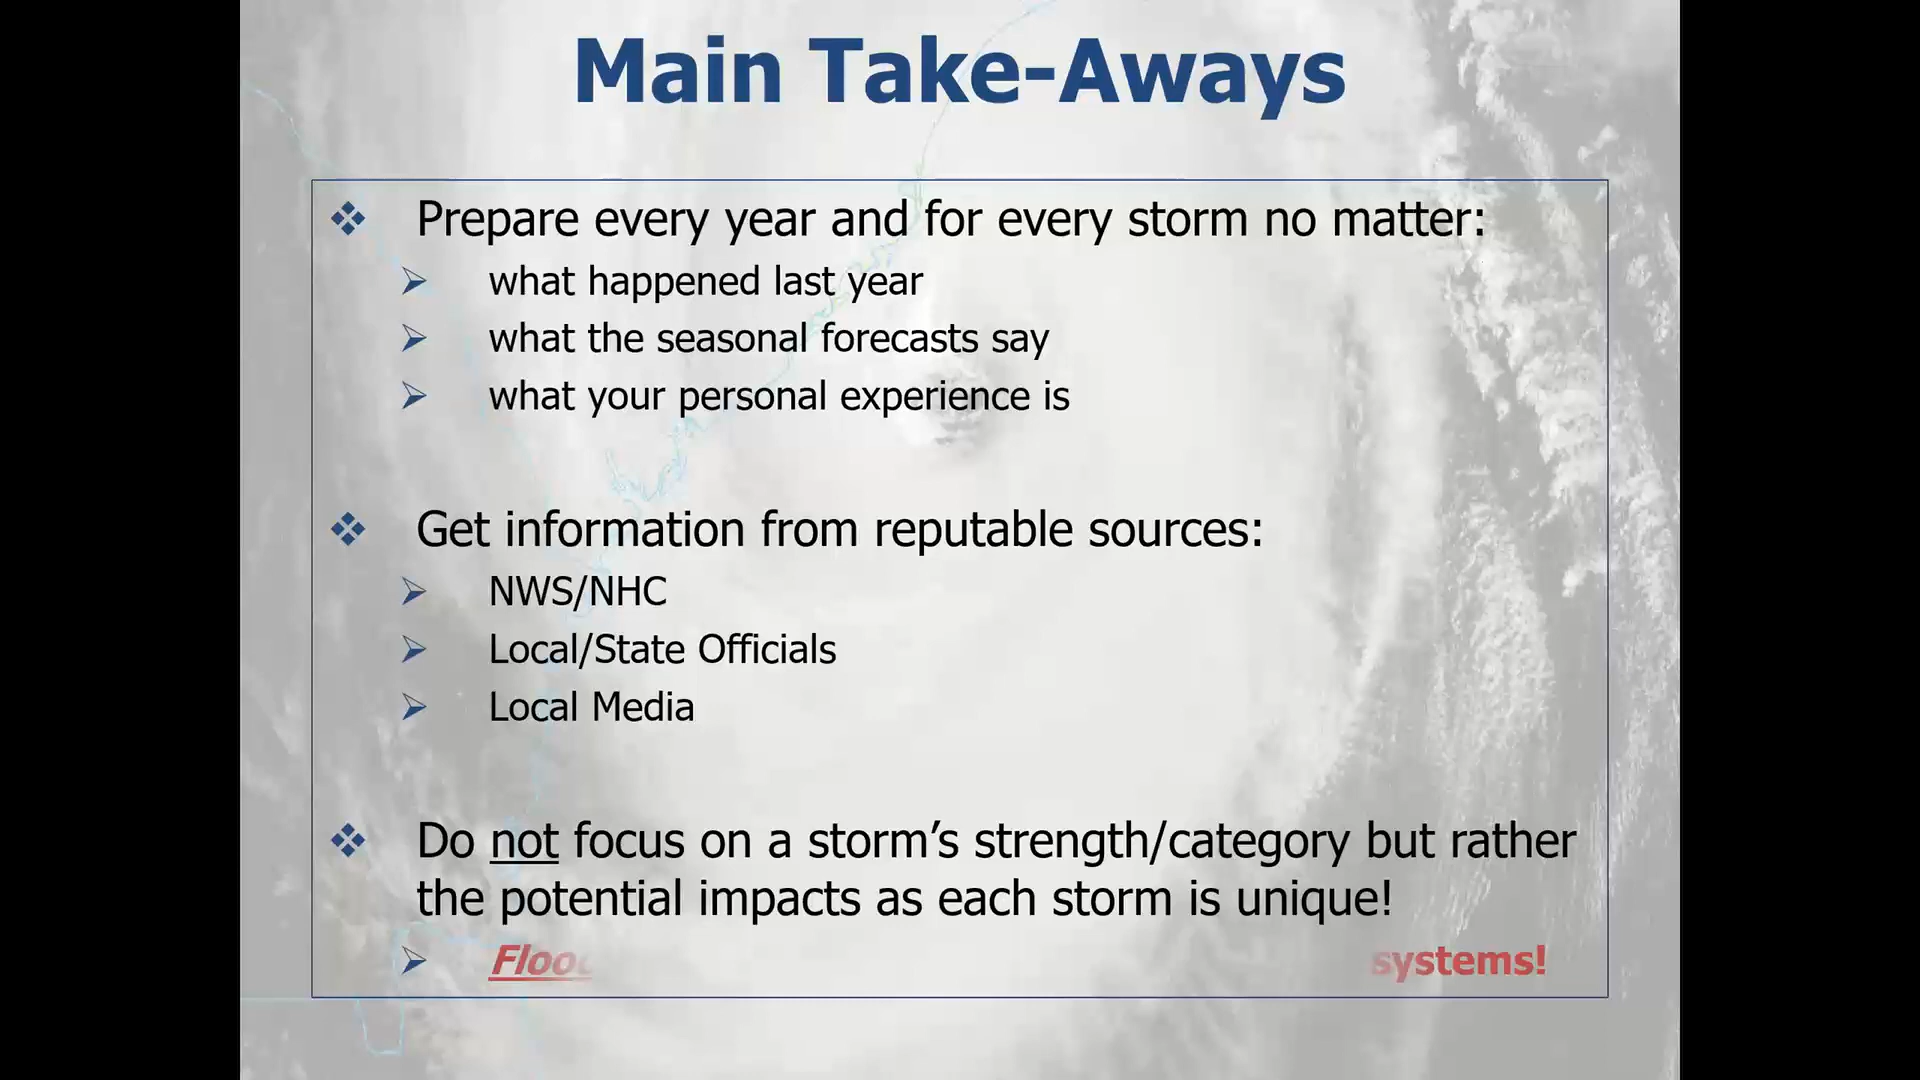 Main Take-Aways
Prepare every year and for every storm no matter:
what happened last year
what the seasonal forecasts say
what your personal experience is
Get information from reputable sources:
NWS/NHC
Local/State Officials
Local Media
Do not focus on a storm’s strength/category but rather
the potential impacts as each storm is unique!
systems!